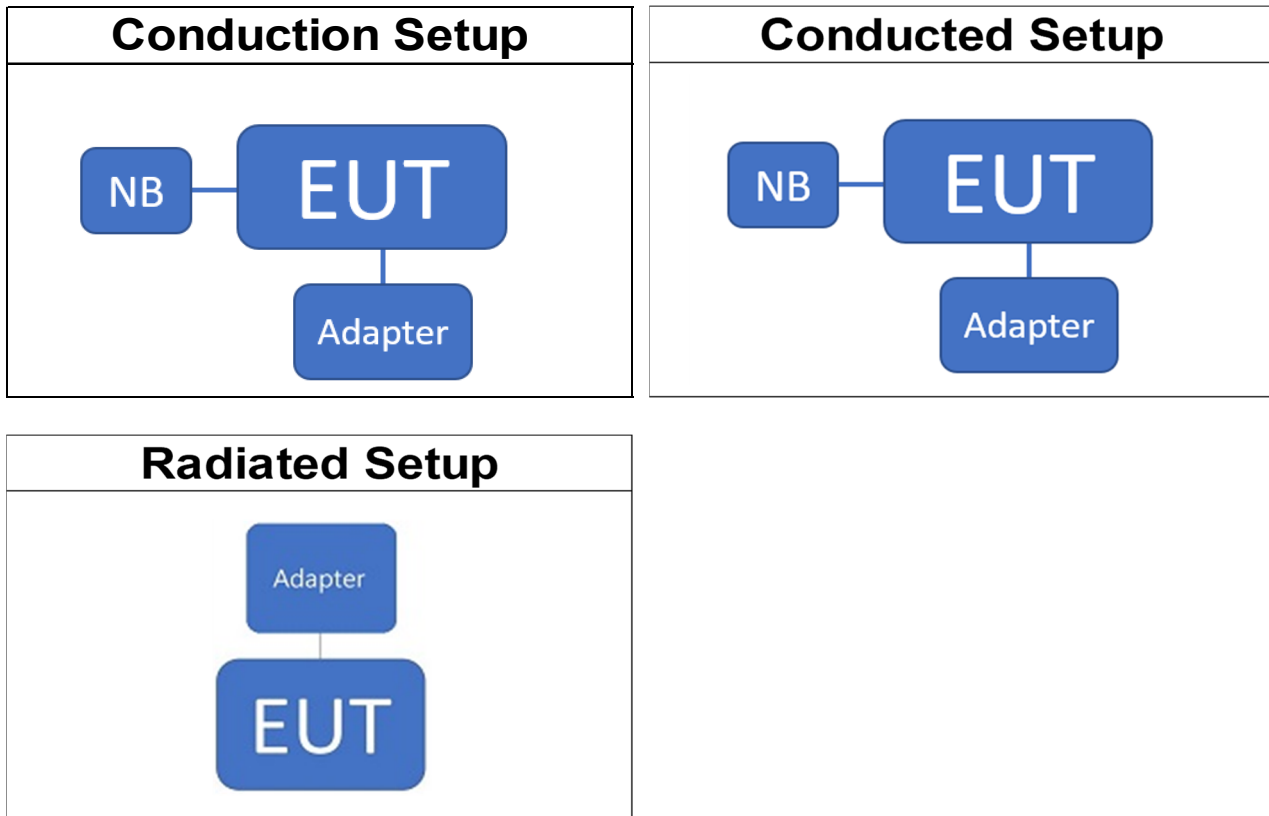 Conduction Setup
NB
EUT
Adapter
Conducted Setup
NB
EUT
Adapter
Radiated Setup
Adapter
EUT